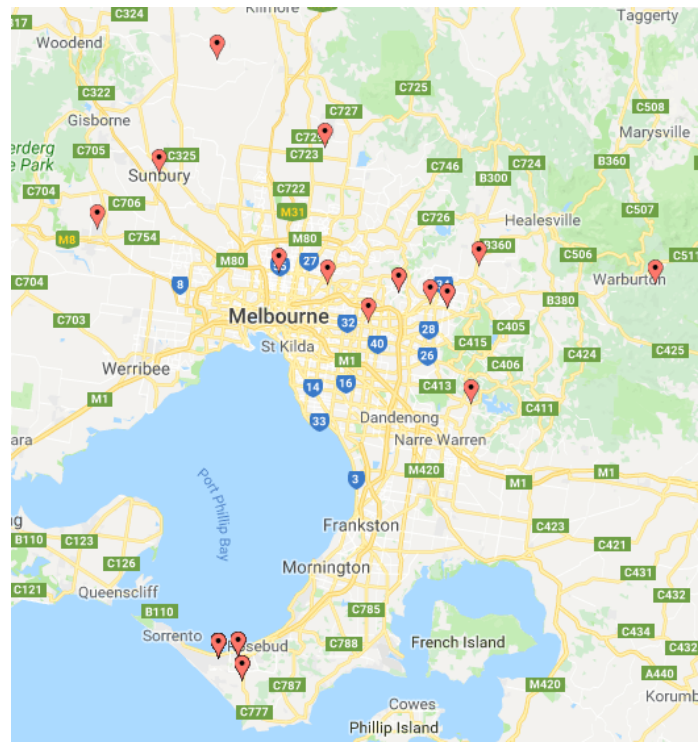 C324
Kilmore
Taggerty
C317
Woodend
C725
C322
C727
C508
Gisborne
Marysville
C729
C705
C723
B360
C325
C746
C724
e Park
Sunbury
B300
C704
C722
C706
M31
C726
C507
Healesville
M8
C754
M80
M80
B360
C506
C511
27
Warburton
C704
8
B380
Melbourne
32
C703
28
C405
St Kilda
40
C415
26
C424
C425
Werribee
M1
C406
14
16
C413
M1
C411
Dandenong
33
Narre Warren
M420
M1
3
M1
Port Phillip Bay
Frankston
C423
B110
C123
C421
C126
Mornington
C431
C121
Queenscliff
C432
B110
C785
Sorrento
Rosebud
C788
French Island
C434
C432
C787
M420
A440
Korumb
C777
Cowes
Phillip Island